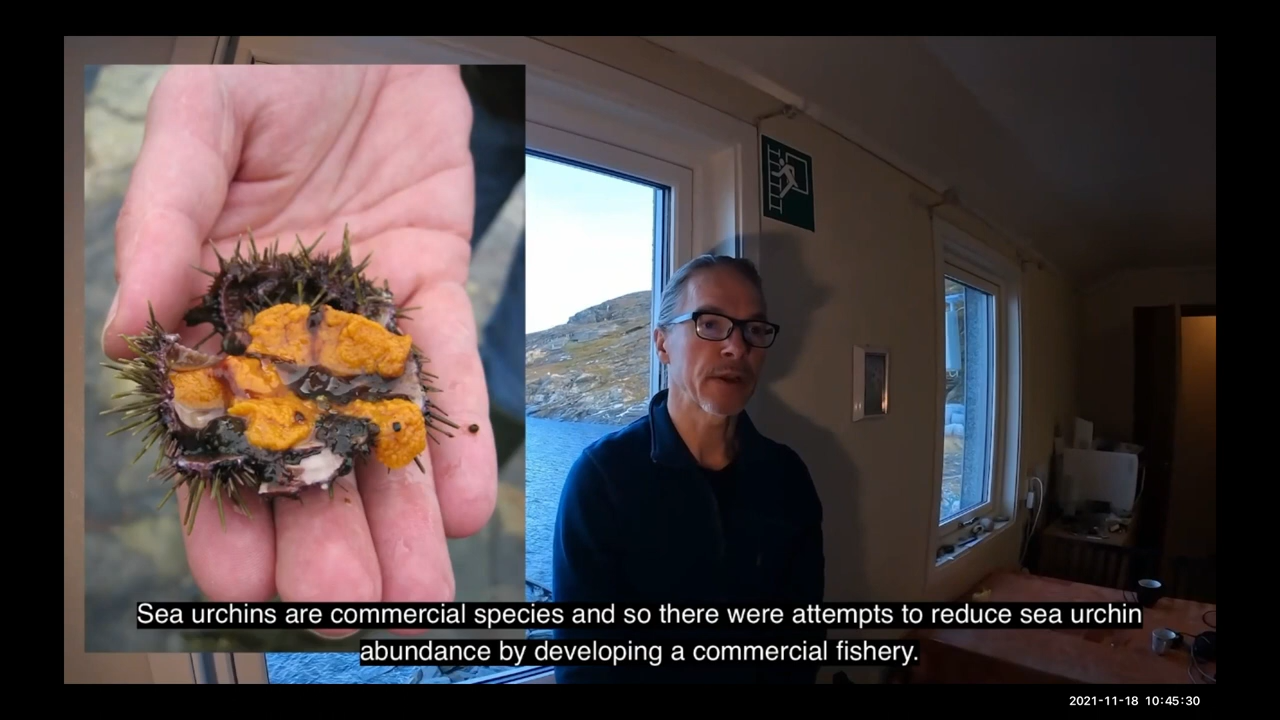 Sea urchins are commercial species and so there were attempts to reduce sea urchin
abundance by developing a commercial fishery.
2021-11-18 10:45:30